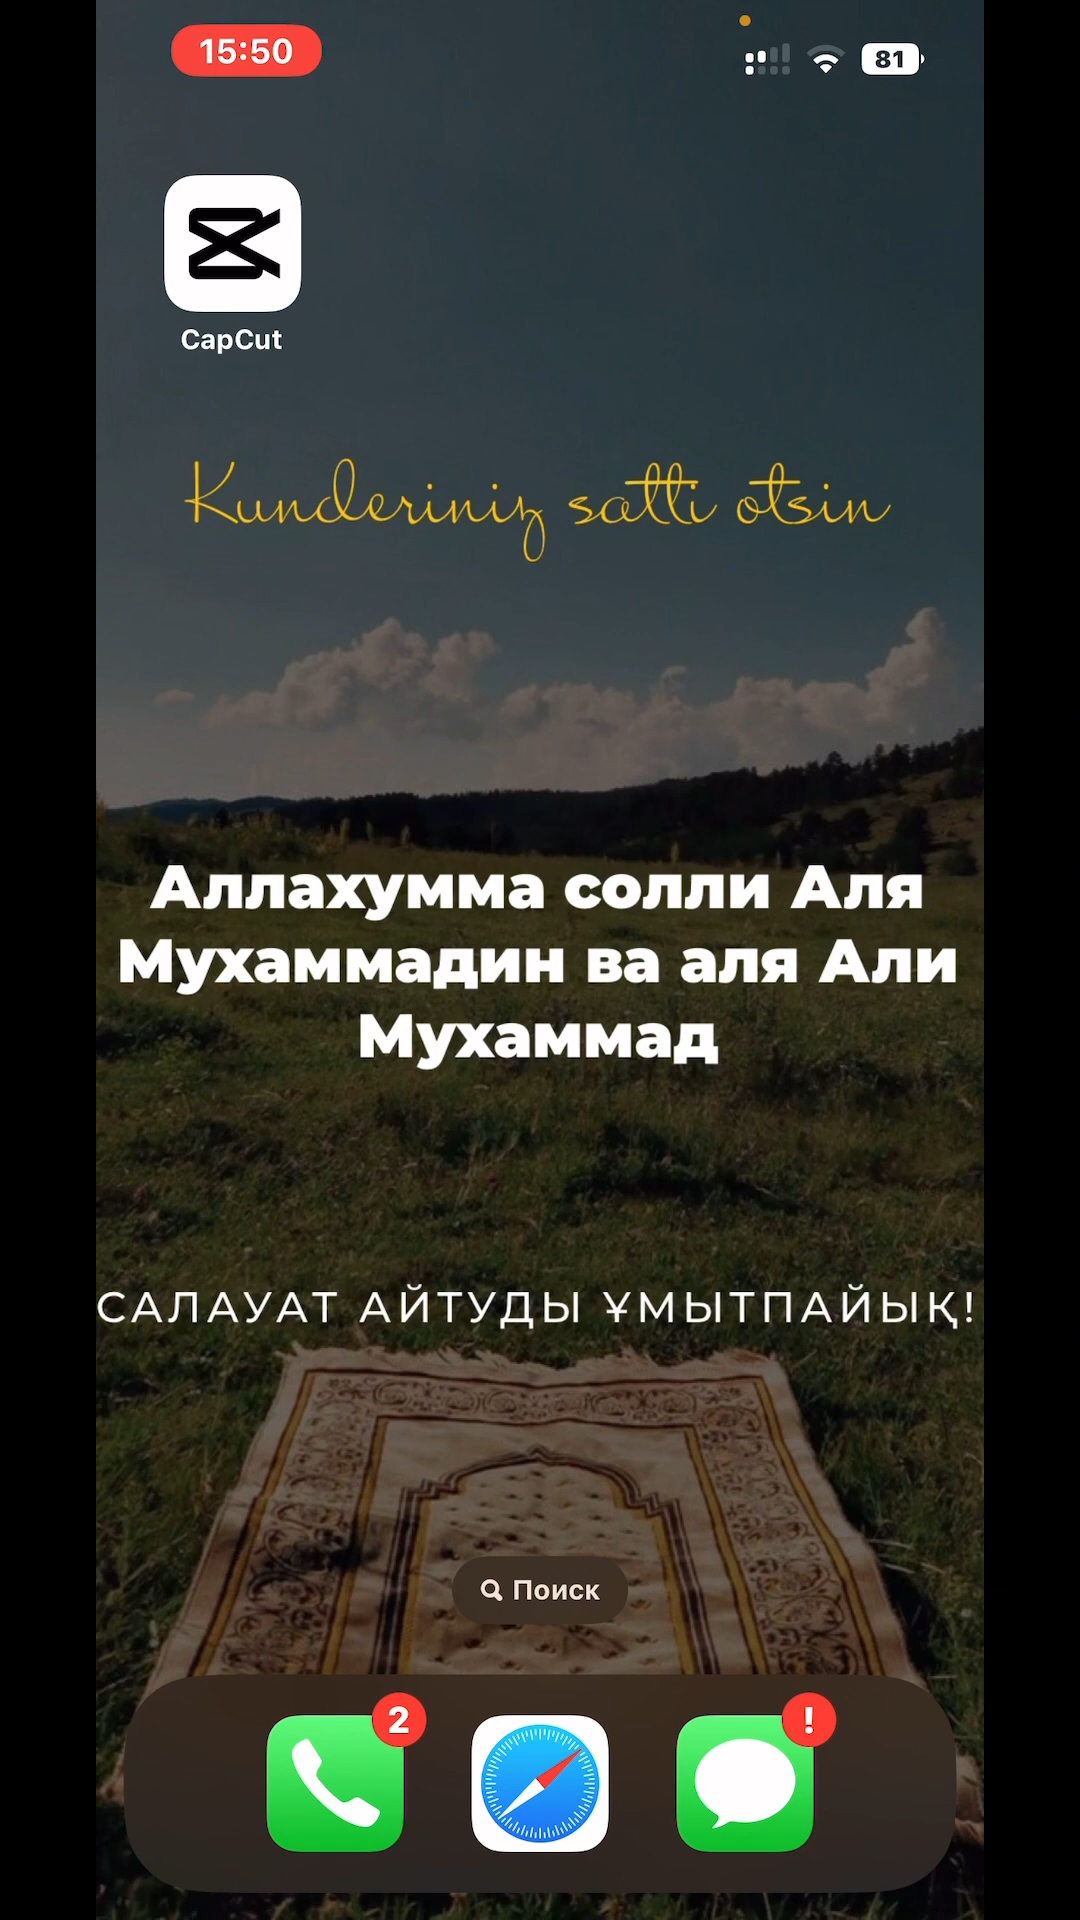 15:50
81
CapCut
Kunderiniz satti otsin
Аллахумма солли Аля
Мухаммадин ва аля Али
Мухаммад
САЛАУАТ АЙТУДЫ ҰМЫТПАЙЫҚ!
Поиск
2
!